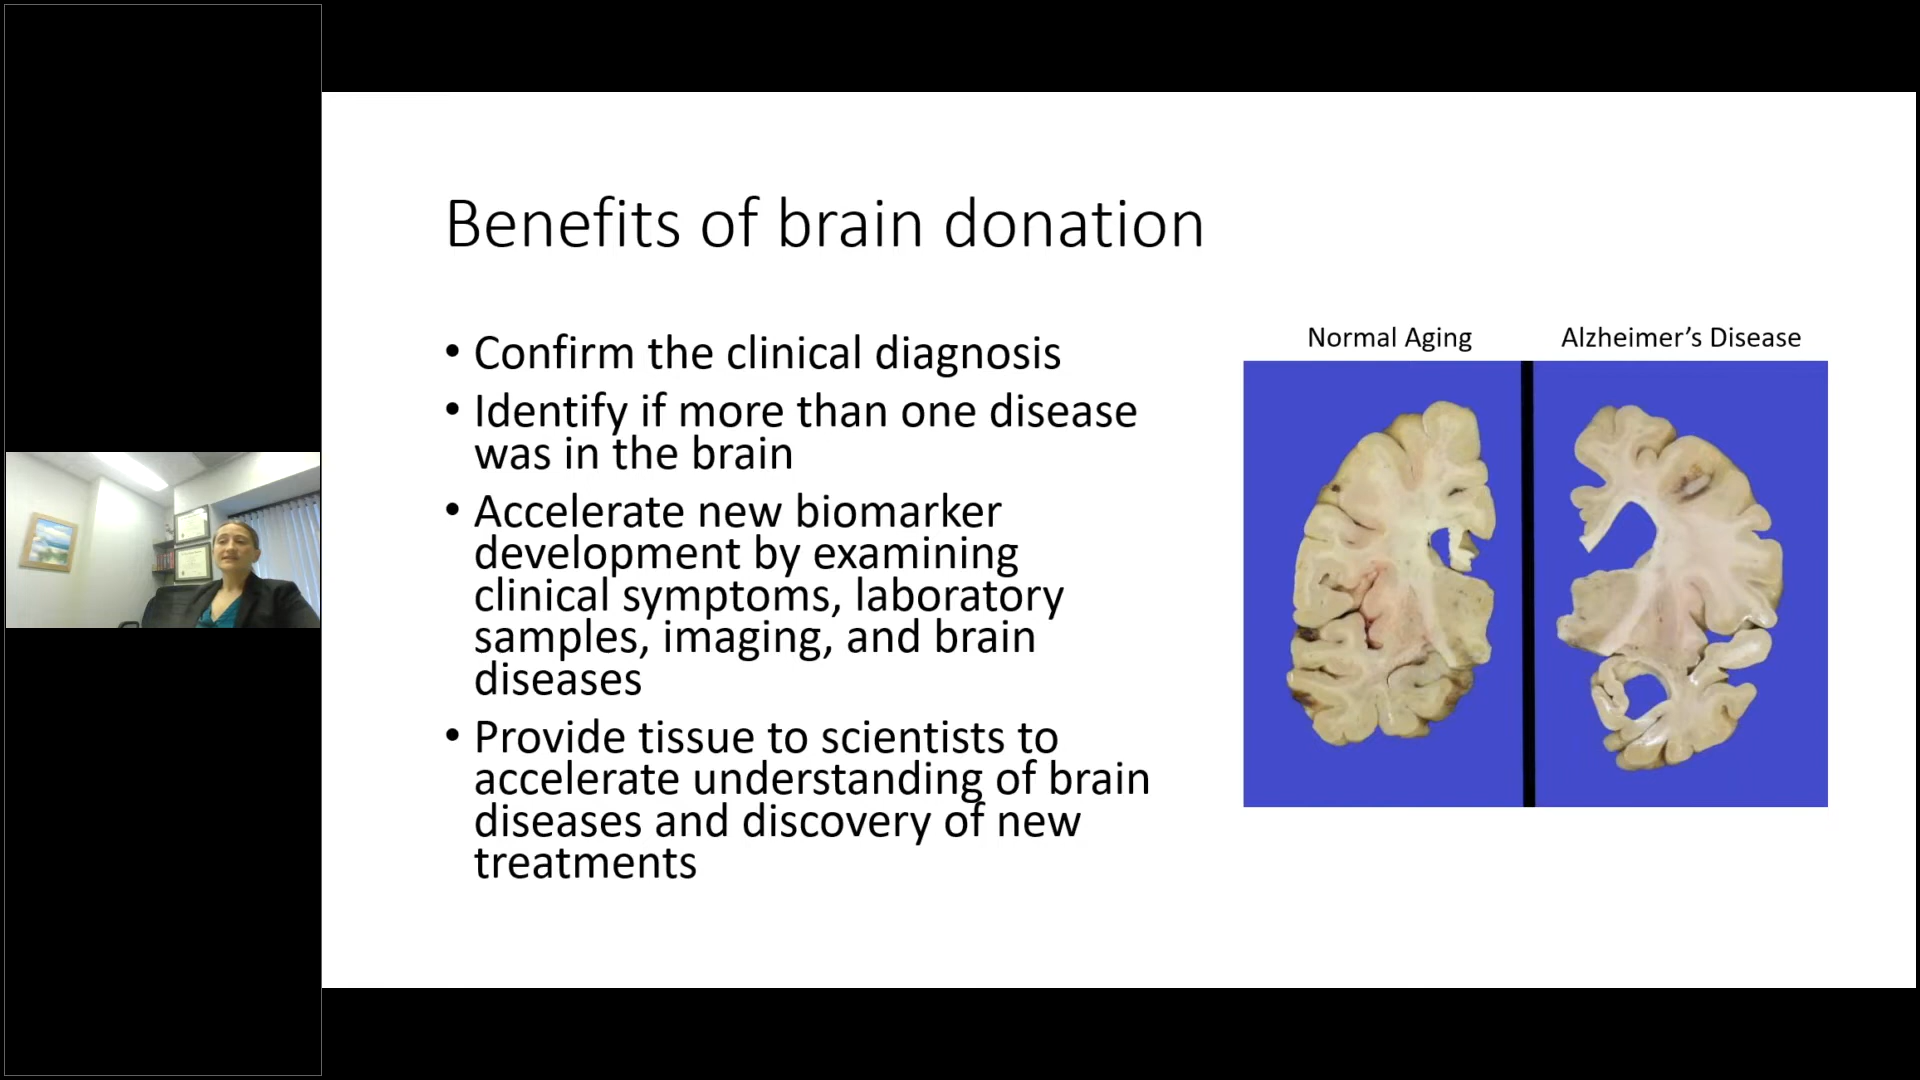 Benefits of brain donation
• Confirm the clinical diagnosis
• Identify if more than one disease
was in the brain
• Accelerate new biomarker
development by examining
clinical symptoms, laboratory
samples, imaging, and brain
diseases
• Provide tissue to scientists to
accelerate understanding of brain
diseases and discovery of new
treatments
Normal Aging
Alzheimer’s Disease